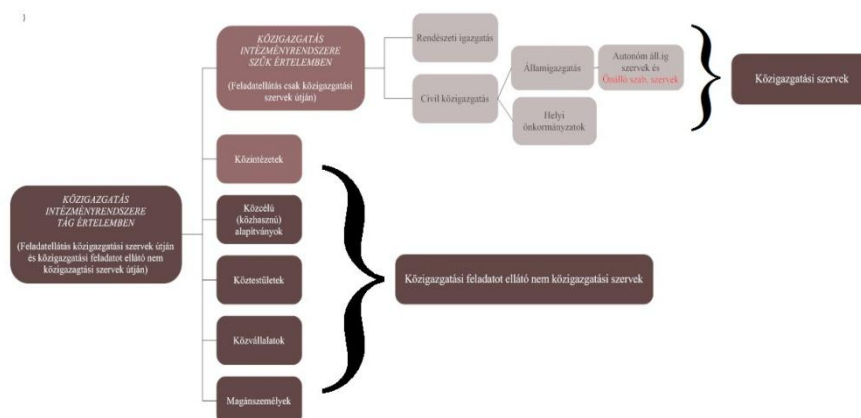 KÖZIGAZGATÁS
INTÉZMÉNYRENDSZERE
TÁG ÉRTELEMBEN
(Feladatellátás közigazgatási szervek útján
és közigazgatási feladatot ellátó nem
közigazagtási szervek útján)
KÖZIGAZGATÁS
INTÉZMÉNYRENDSZERE
SZŰK ÉRTELEMBEN
(Feladatellátás csak közigazgatási
szervek útján)
Rendészeti igazgatás
Civil közigazgatás
Államigazgatás
Helyi
önkormányzatok
Autonóm áll.ig
szervek és
Önálló szab. szervek
Közigazgatási szervek
Közintézetek
Közcélú
(közhasznú)
alapítványok
Köztestületek
Közvállalatok
Magánszemélyek
Közigazgatási feladatot ellátó nem közigazgatási szervek